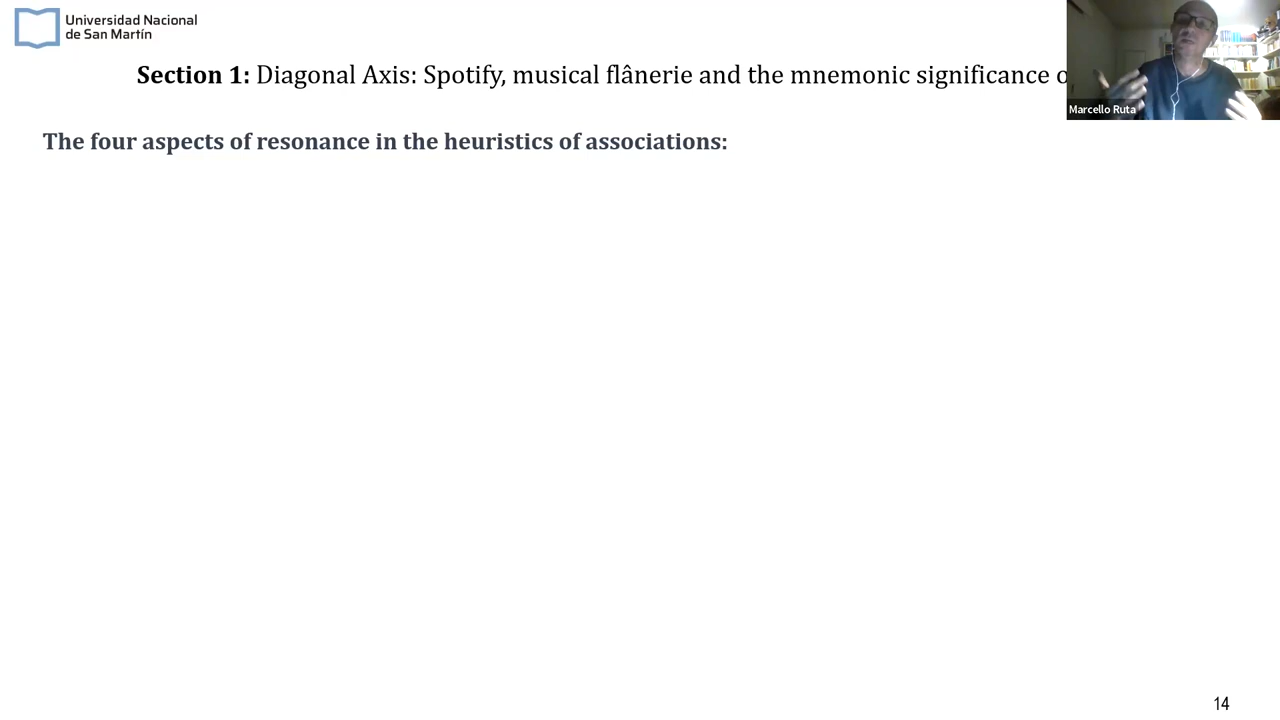 Universidad Nacional
de San Martín
Section 1: Diagonal Axis: Spotify, musical flânerie and the mnemonic significance o
Marcello Ruta
The four aspects of resonance in the heuristics of associations:
14